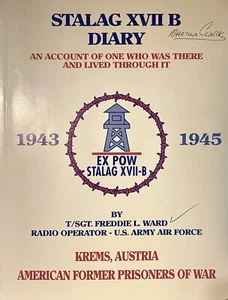 STALAG XVII B
DIARY
AN ACCOUNT OF ONE WHO WAS THERE
AND LIVED THROUGH IT
1943
1945
EX POW
STALAG XVII-B
BY
T/SGT. FREDDIE L. WARD
RADIO OPERATOR - U.S. ARMY AIR FORCE
KREMS, AUSTRIA
AMERICAN FORMER PRISONERS OF WAR